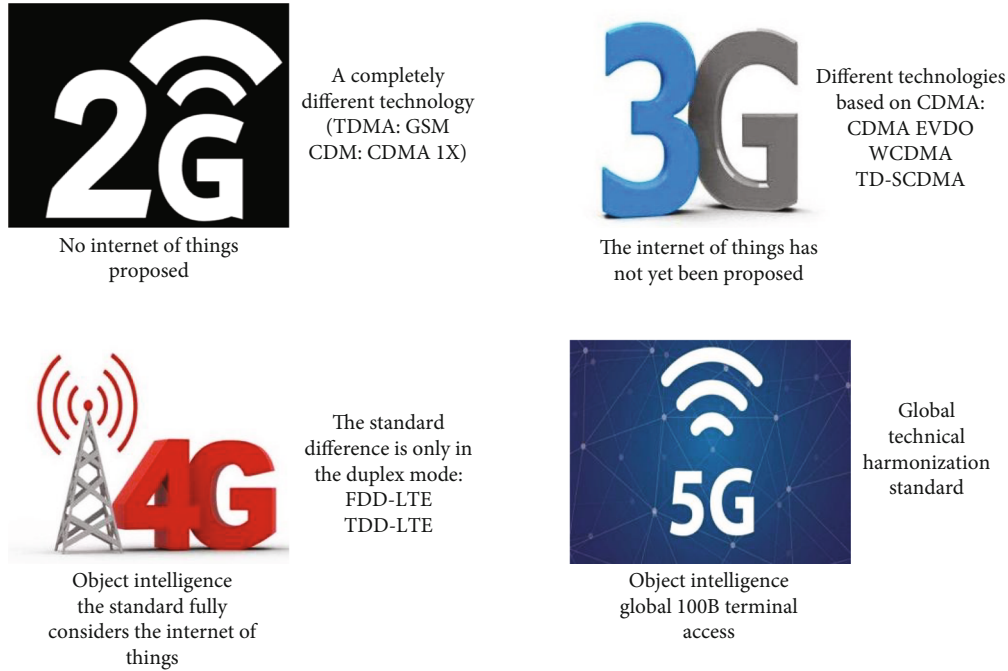 2G
A completely
different technology
(TDMA: GSM
CDM: CDMA 1X)
No internet of things
proposed
3G
Different technologies
based on CDMA:
CDMA EVDO
WCDMA
TD-SCDMA
The internet of things has
not yet been proposed
4G
The standard
difference is only in
the duplex mode:
FDD-LTE
TDD-LTE
Object intelligence
the standard fully
considers the internet of
things
5G
Global
technical
harmonization
standard
Object intelligence
global 100B terminal
access